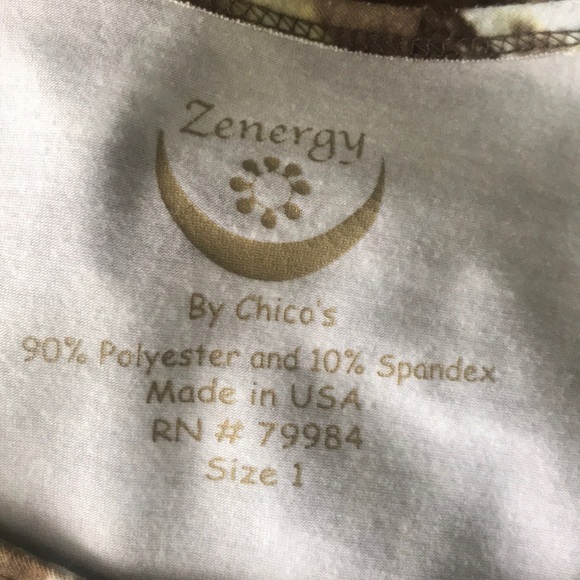 Zenergy
By Chico's
90% Polyester and 10% Spandex
Made in USA
RN # 79984
Size 1